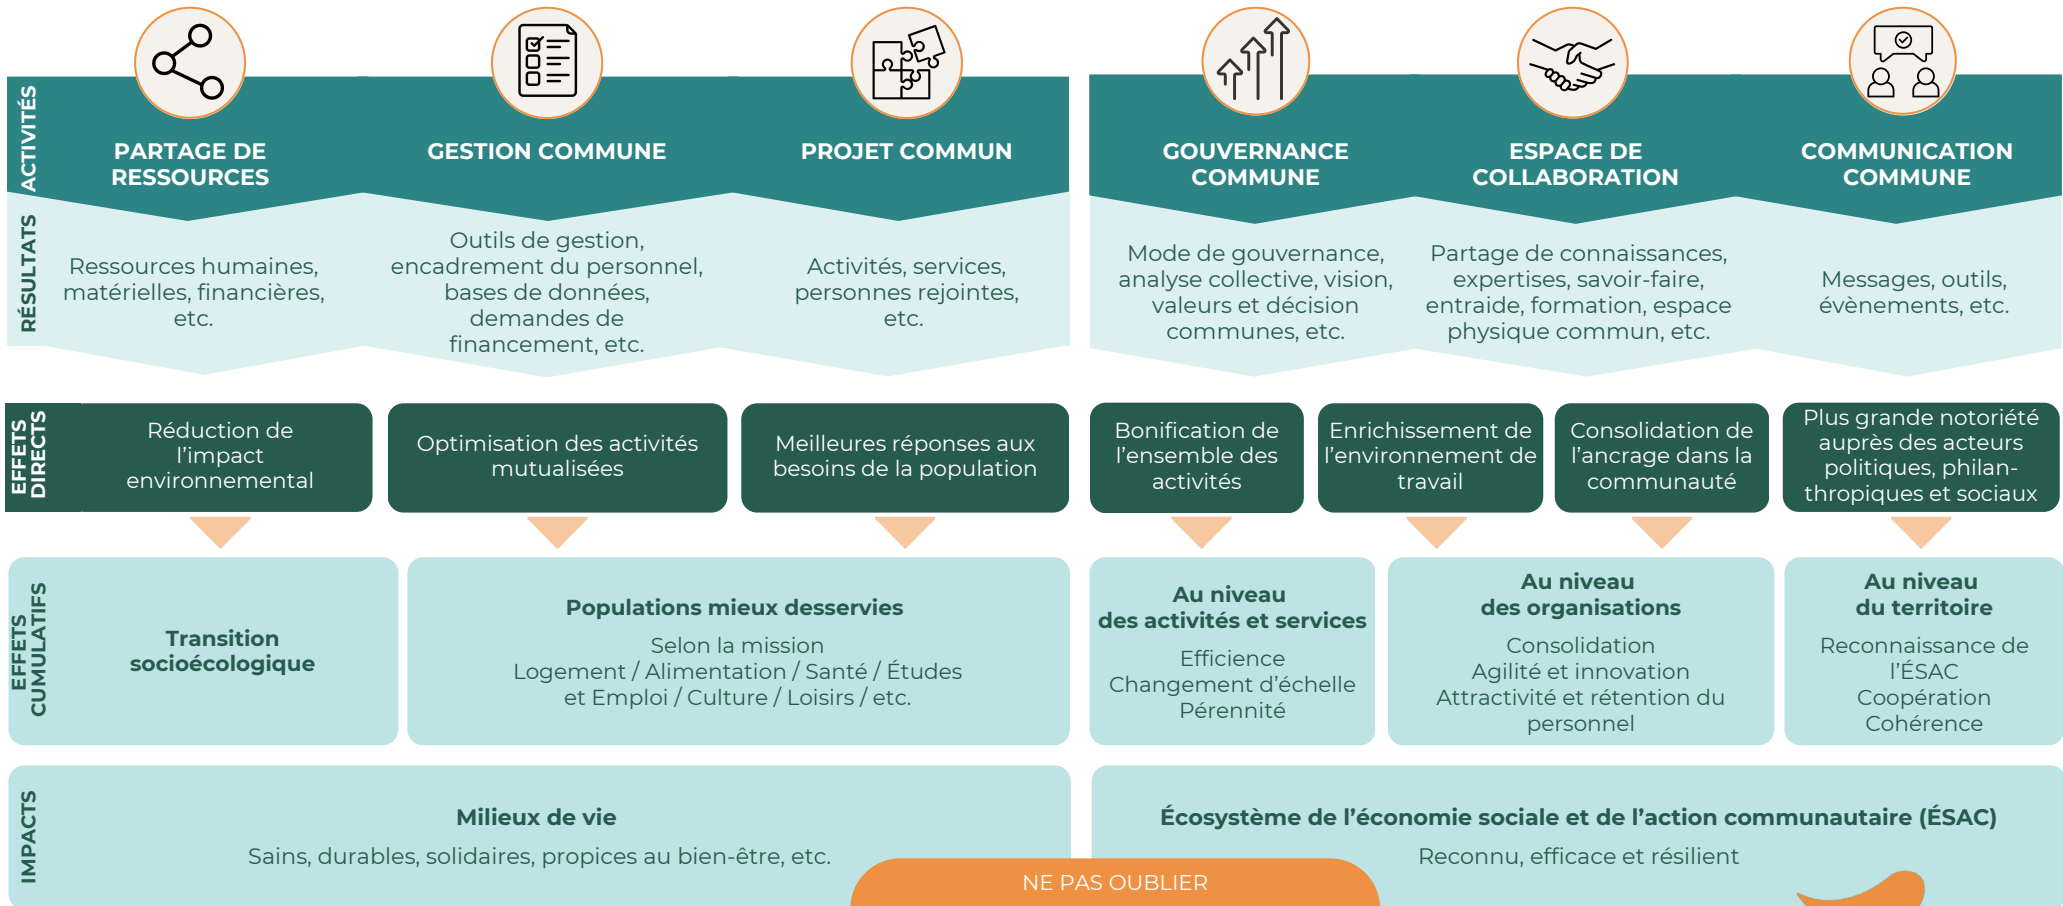 ACTIVITÉS
PARTAGE DE
RESSOURCES
GESTION COMMUNE
PROJET COMMUN
GOUVERNANCE
COMMUNE
ESPACE DE
COLLABORATION
COMMUNICATION
COMMUNE
RÉSULTATS
Ressources humaines,
matérielles, financières,
etc.
Outils de gestion,
encadrement du personnel,
bases de données,
demandes de
financement, etc.
Activités, services,
personnes rejointes,
etc.
Mode de gouvernance,
analyse collective, vision,
valeurs et décision
communes, etc.
Partage de connaissances,
expertises, savoir-faire,
entraide, formation, espace
physique commun, etc.
Messages, outils,
évènements, etc.
EFFETS
DIRECTS
Réduction de
l'impact
environnemental
Optimisation des activités
mutualisées
Meilleures réponses aux
besoins de la population
Bonification de
l'ensemble des
activités
Enrichissement de
l'environnement de
travail
Consolidation de
l'ancrage dans la
communauté
Plus grande notoriété
auprès des acteurs
politiques, philan-
thropiques et sociaux
EFFETS
CUMULATIFS
Transition
socioécologique
Populations mieux desservies
Selon la mission
Logement / Alimentation / Santé / Études
et Emploi / Culture / Loisirs / etc.
Au niveau
des activités et services
Efficience
Changement d'échelle
Pérennité
Au niveau
des organisations
Consolidation
Agilité et innovation
Attractivité et rétention du
personnel
Au niveau
du territoire
Reconnaissance de
l'ÉSAC
Coopération
Cohérence
IMPACTS
Milieux de vie
Sains, durables, solidaires, propices au bien-être, etc.
Écosystème de l'économie sociale et de l'action communautaire (ÉSAC)
Reconnu, efficace et résilient
NE PAS OUBLIER